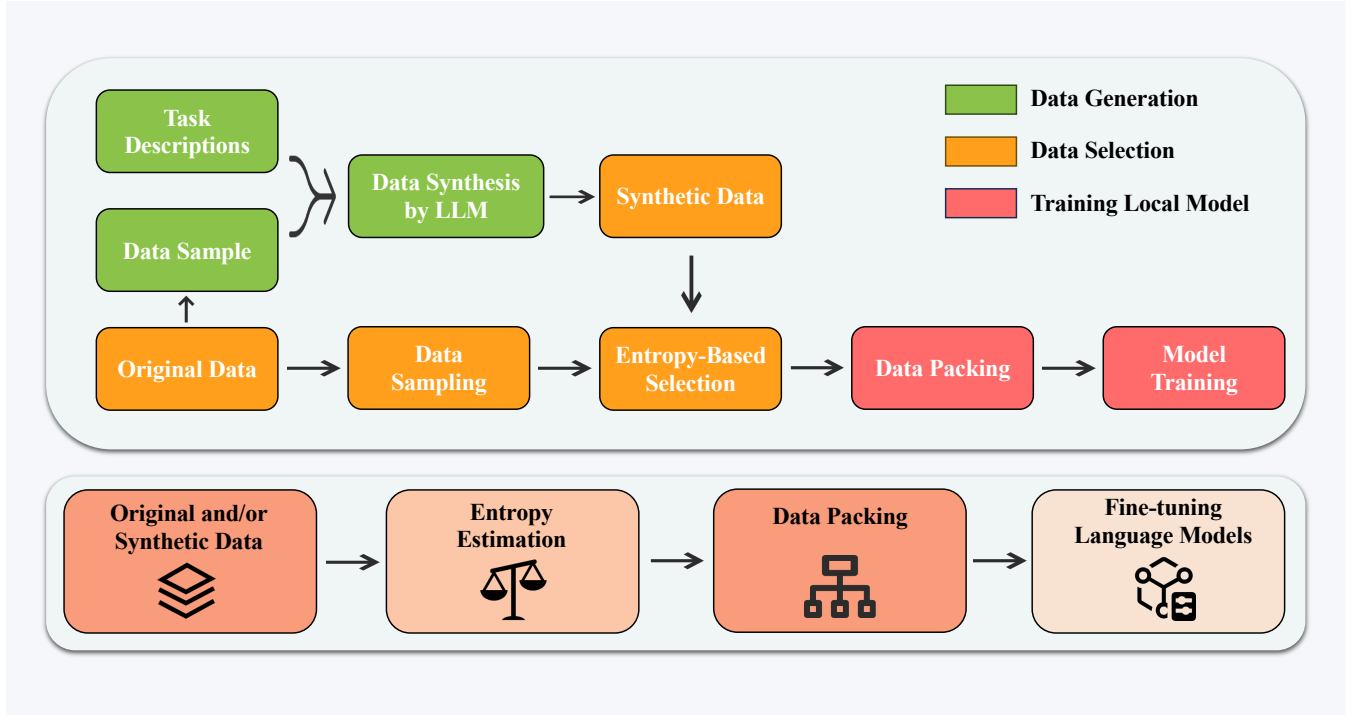 Task
Descriptions
Data Sample
Data Synthesis
by LLM
Synthetic Data
Data Generation
Data Selection
Training Local Model
Original Data
Data
Sampling
Entropy-Based
Selection
Data Packing
Model
Training
Original and/or
Synthetic Data
Entropy
Estimation
Data Packing
Fine-tuning
Language Models